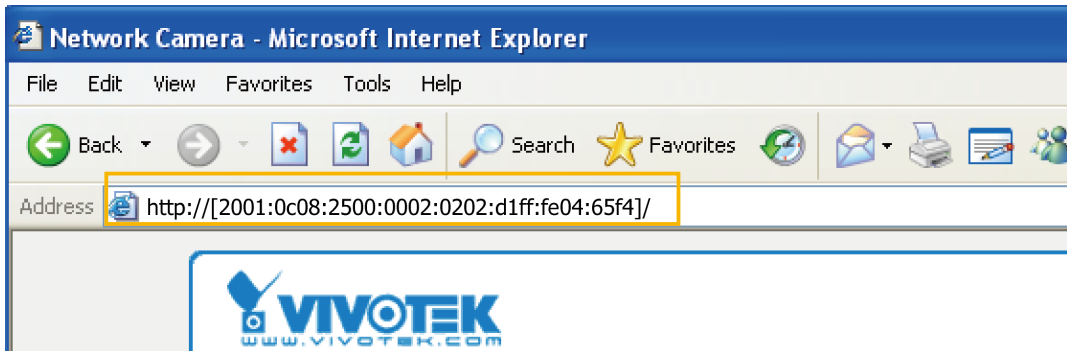 Network Camera - Microsoft Internet Explorer
File Edit View Favorites Tools Help
Back Search Favorites
Address http://[2001:0c08:2500:0002:0202:d1ff:fe04:65f4]/
VIVOTEK
www.vivotek.com